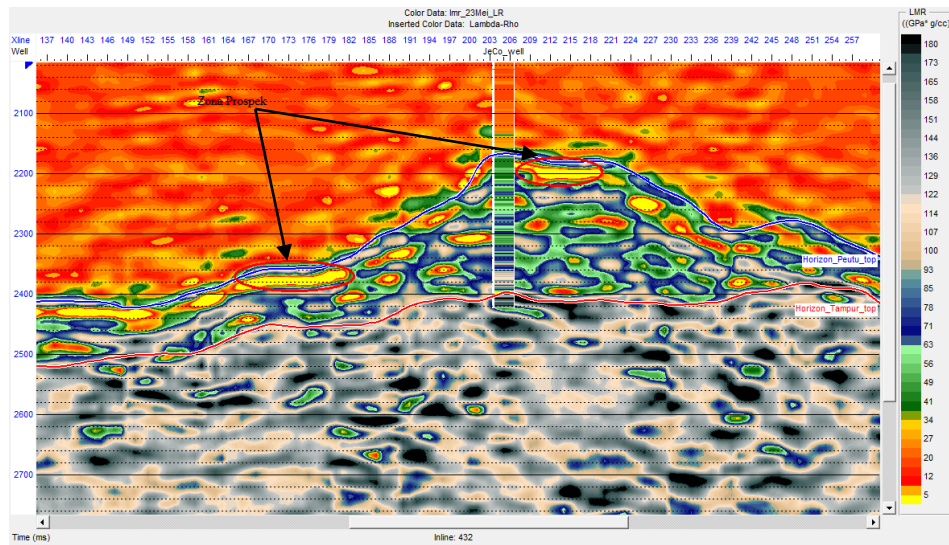 Color Data: lmr_23Mei_LR
Inserted Color Data: Lambda-Rho
LMR
((GPa* g/cc)
Xline 137 140 143 146 149 152 155 158 161 164 167 170 173 176 179 182 185 188 191 194 197 200 203 206 209 212 215 218 221 224 227 230 233 236 239 242 245 248 251 254 257
Well JeCo_well
Zona Prospek
2100
2200
2300
2400
2500
2600
2700
Horizon_Peutu_top
Horizon_Tampur_top
180
173
165
158
151
144
136
129
122
114
107
100
93
85
78
71
63
56
49
41
34
27
20
12
5
Time (ms)
Inline: 432